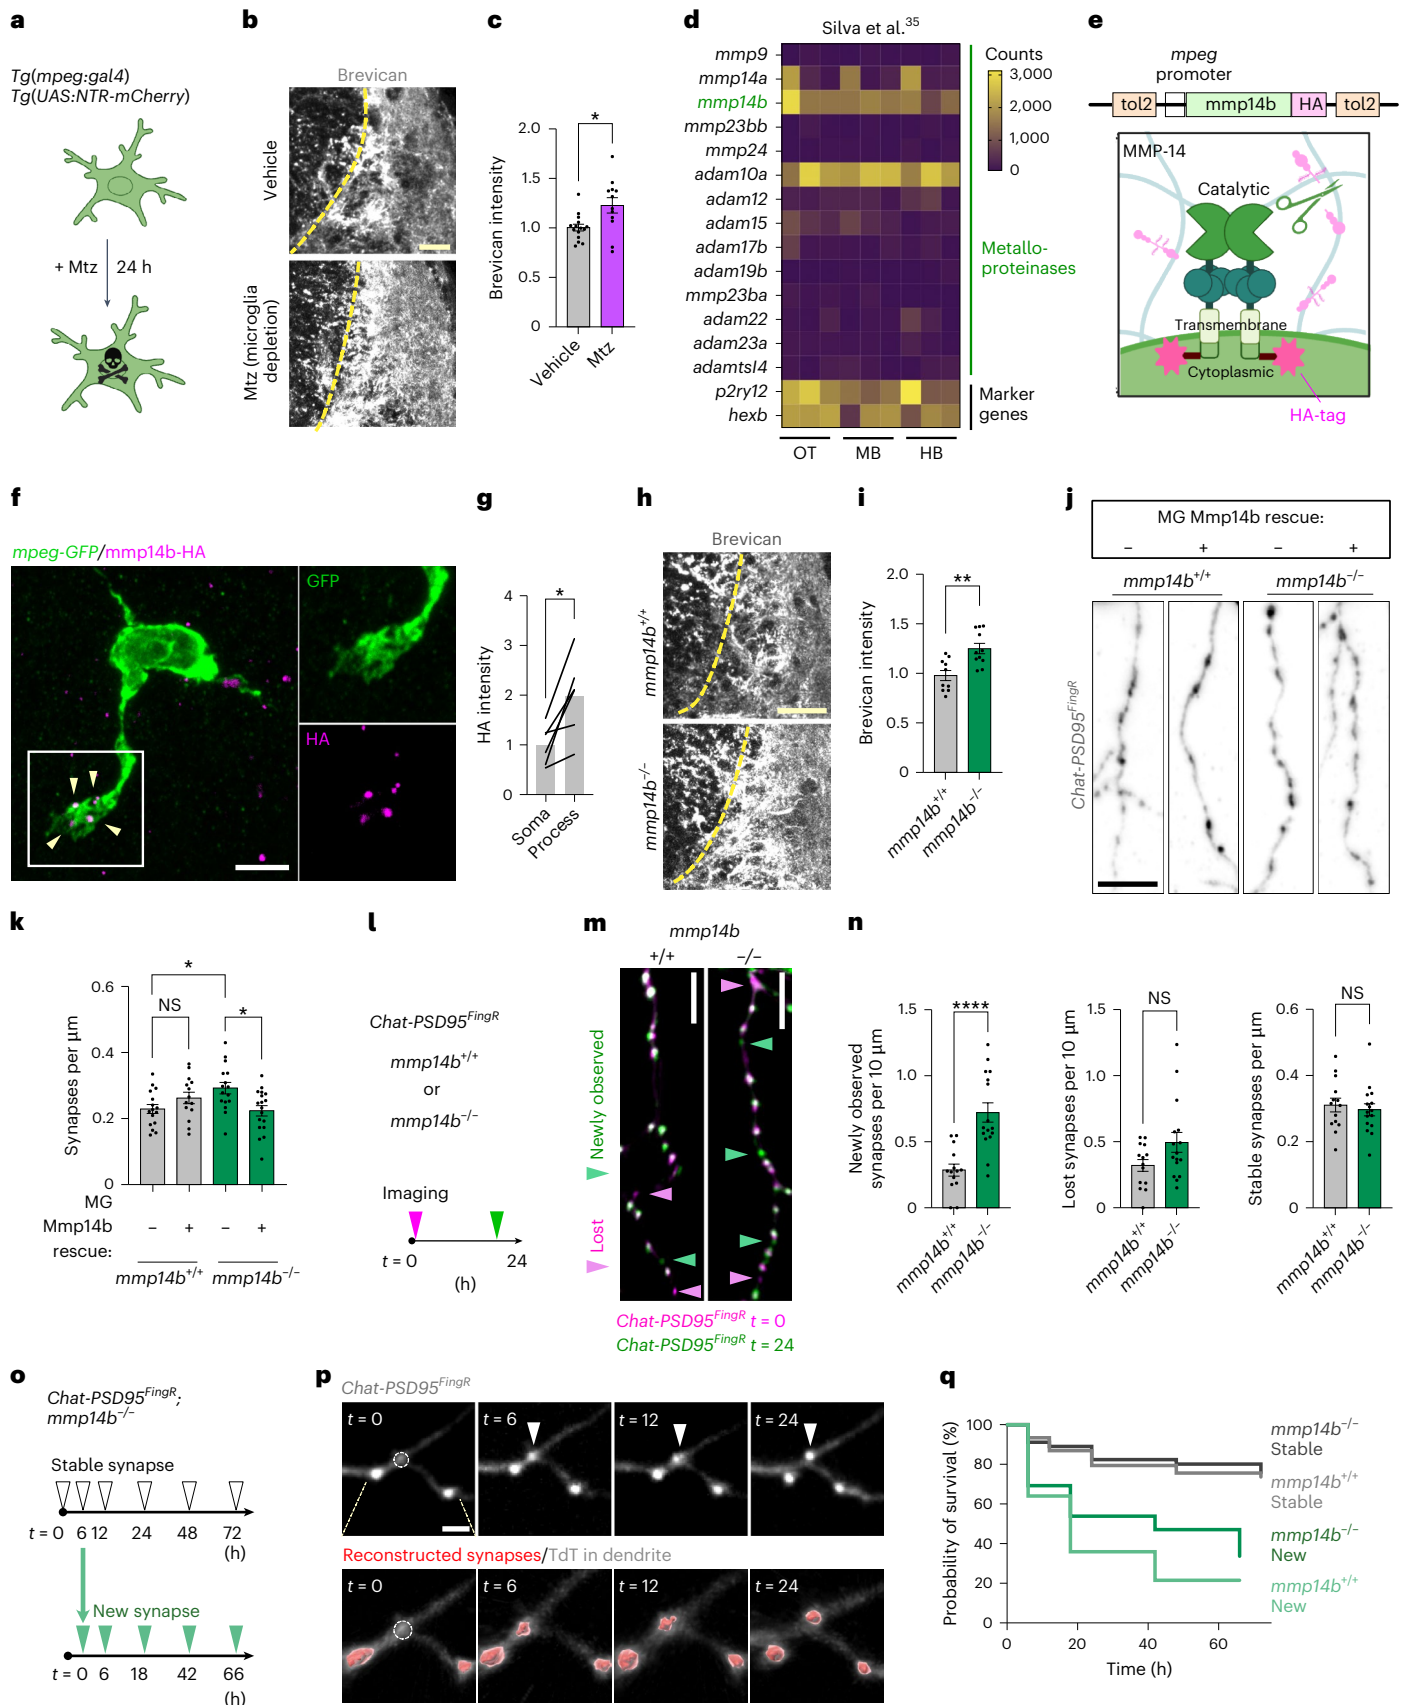 a
Tg(mpeg:gal4)
Tg(UAS:NTR-mCherry)
+ Mtz
24 h
b
Brevican
Vehicle
Mtz (microglia
depletion)
c
Brevican intensity
2.0
1.5
1.0
0.5
0
*
Vehicle
Mtz
d
Silva et al.35
mmp9
mmp14a
mmp14b
mmp23bb
mmp24
adam10a
adam12
adam15
adam17b
adam19b
mmp23ba
adam22
adam23a
adamtsl4
p2ry12
hexb
OT
MB
HB
Counts
3,000
2,000
1,000
0
Metallo-
proteinases
Marker
genes
e
mpeg
promoter
tol2
mmp14b
HA
tol2
MMP-14
Catalytic
Transmembrane
Cytoplasmic
HA-tag
f
mpeg-GFP/mmp14b-HA
GFP
HA
g
HA intensity
4
3
2
1
0
*
Soma
Process
h
Brevican
mmp14b+/+
mmp14b−/−
i
Brevican intensity
2.0
1.5
1.0
0.5
0
**
mmp14b+/+
mmp14b−/−
j
MG Mmp14b rescue:
− + − +
mmp14b+/+ mmp14b−/−
Chat-PSD95FingR
k
Synapses per µm
0.6
0.4
0.2
0
*
NS
*
MG
Mmp14b
rescue:
− + − +
mmp14b+/+ mmp14b−/−
l
Chat-PSD95FingR
mmp14b+/+
or
mmp14b−/−
Imaging
t = 0
24
(h)
m
mmp14b
+/+ −/−
Newly observed
Lost
Chat-PSD95FingR t = 0
Chat-PSD95FingR t = 24
n
Newly observed
synapses per 10 µm
1.5
1.0
0.5
0
****
mmp14b+/+
mmp14b−/−
Lost synapses per 10 µm
1.5
1.0
0.5
0
NS
mmp14b+/+
mmp14b−/−
Stable synapses per µm
0.6
0.4
0.2
0
NS
mmp14b+/+
mmp14b−/−
o
Chat-PSD95FingR;
mmp14b−/−
Stable synapse
t = 0 6 12 24 48 72
(h)
New synapse
t = 0 6 18 42 66
(h)
p
Chat-PSD95FingR
t = 0
t = 6
t = 12
t = 24
Reconstructed synapses/TdT in dendrite
t = 0
t = 6
t = 12
t = 24
q
Probability of survival (%)
100
80
60
40
20
0
0 20 40 60
Time (h)
mmp14b−/−
Stable
mmp14b+/+
Stable
mmp14b−/−
New
mmp14b+/+
New